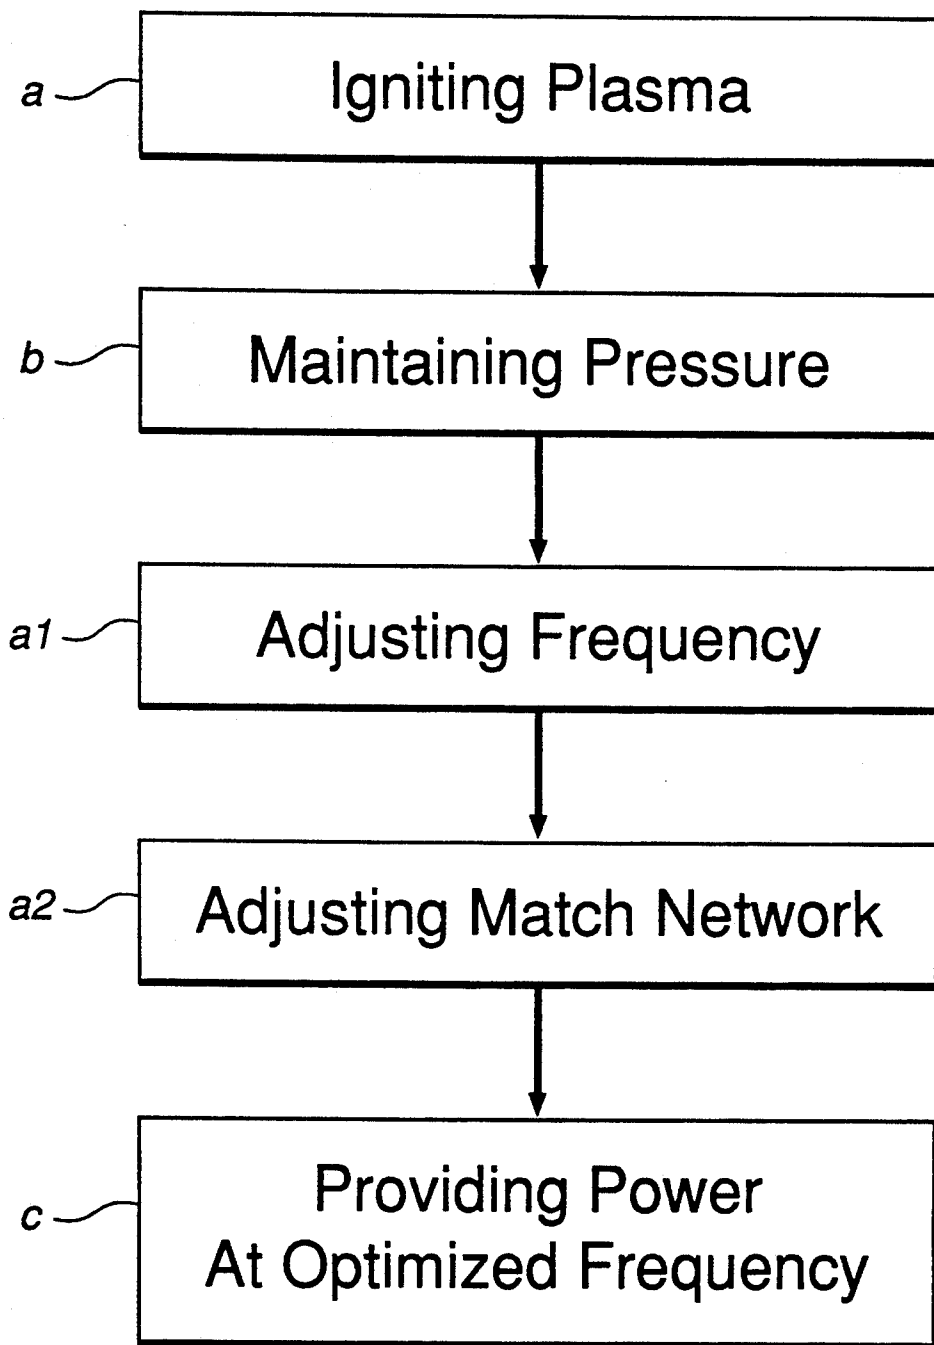 a
Igniting Plasma
b
Maintaining Pressure
a1
Adjusting Frequency
a2
Adjusting Match Network
c
Providing Power
At Optimized Frequency